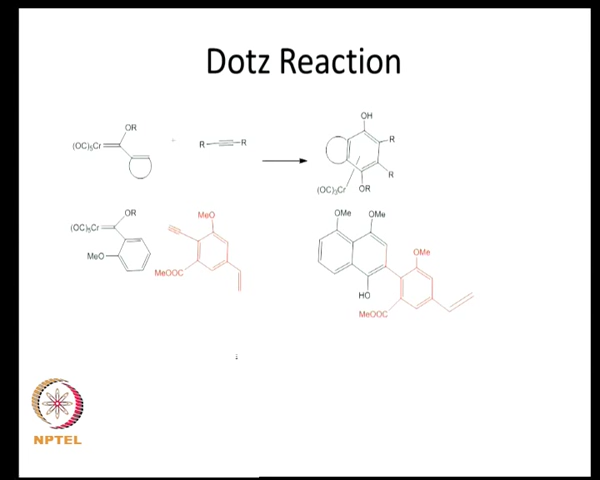 Dotz Reaction
OR
(OC)₅Cr
R
R
OH
R
R
(OC)₃Cr
OR
OR
(OC)₅Cr
MeO
MeO
MeOOC
OMe
OMe
OMe
HO
MeOOC
NPTEL